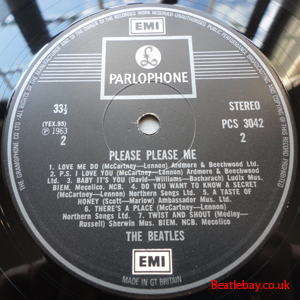 EMI
PARLOPHONE
33⅓
STEREO
(YEX.95)
PCS 3042
℗ 1963
2
2
PLEASE PLEASE ME
1. LOVE ME DO (McCartney—Lennon) Ardmore & Beechwood Ltd.
2. P.S. I LOVE YOU (McCartney—Lennon) Ardmore & Beechwood
Ltd. 3. BABY IT'S YOU (David—Williams—Bacharach) Ludix Mus.
BIEM. Mecolico. NCB. 4. DO YOU WANT TO KNOW A SECRET
(McCartney—Lennon) Northern Songs Ltd. 5. A TASTE OF
HONEY (Scott—Marlow) Ambassador Mus. Ltd.
6. THERE'S A PLACE (McCartney—Lennon)
Northern Songs Ltd. 7. TWIST AND SHOUT (Medley—
Russell) Sherwin Mus. BIEM. NCB. Mecolico.
THE BEATLES
EMI
MADE IN GT BRITAIN
Beatlebay.co.uk